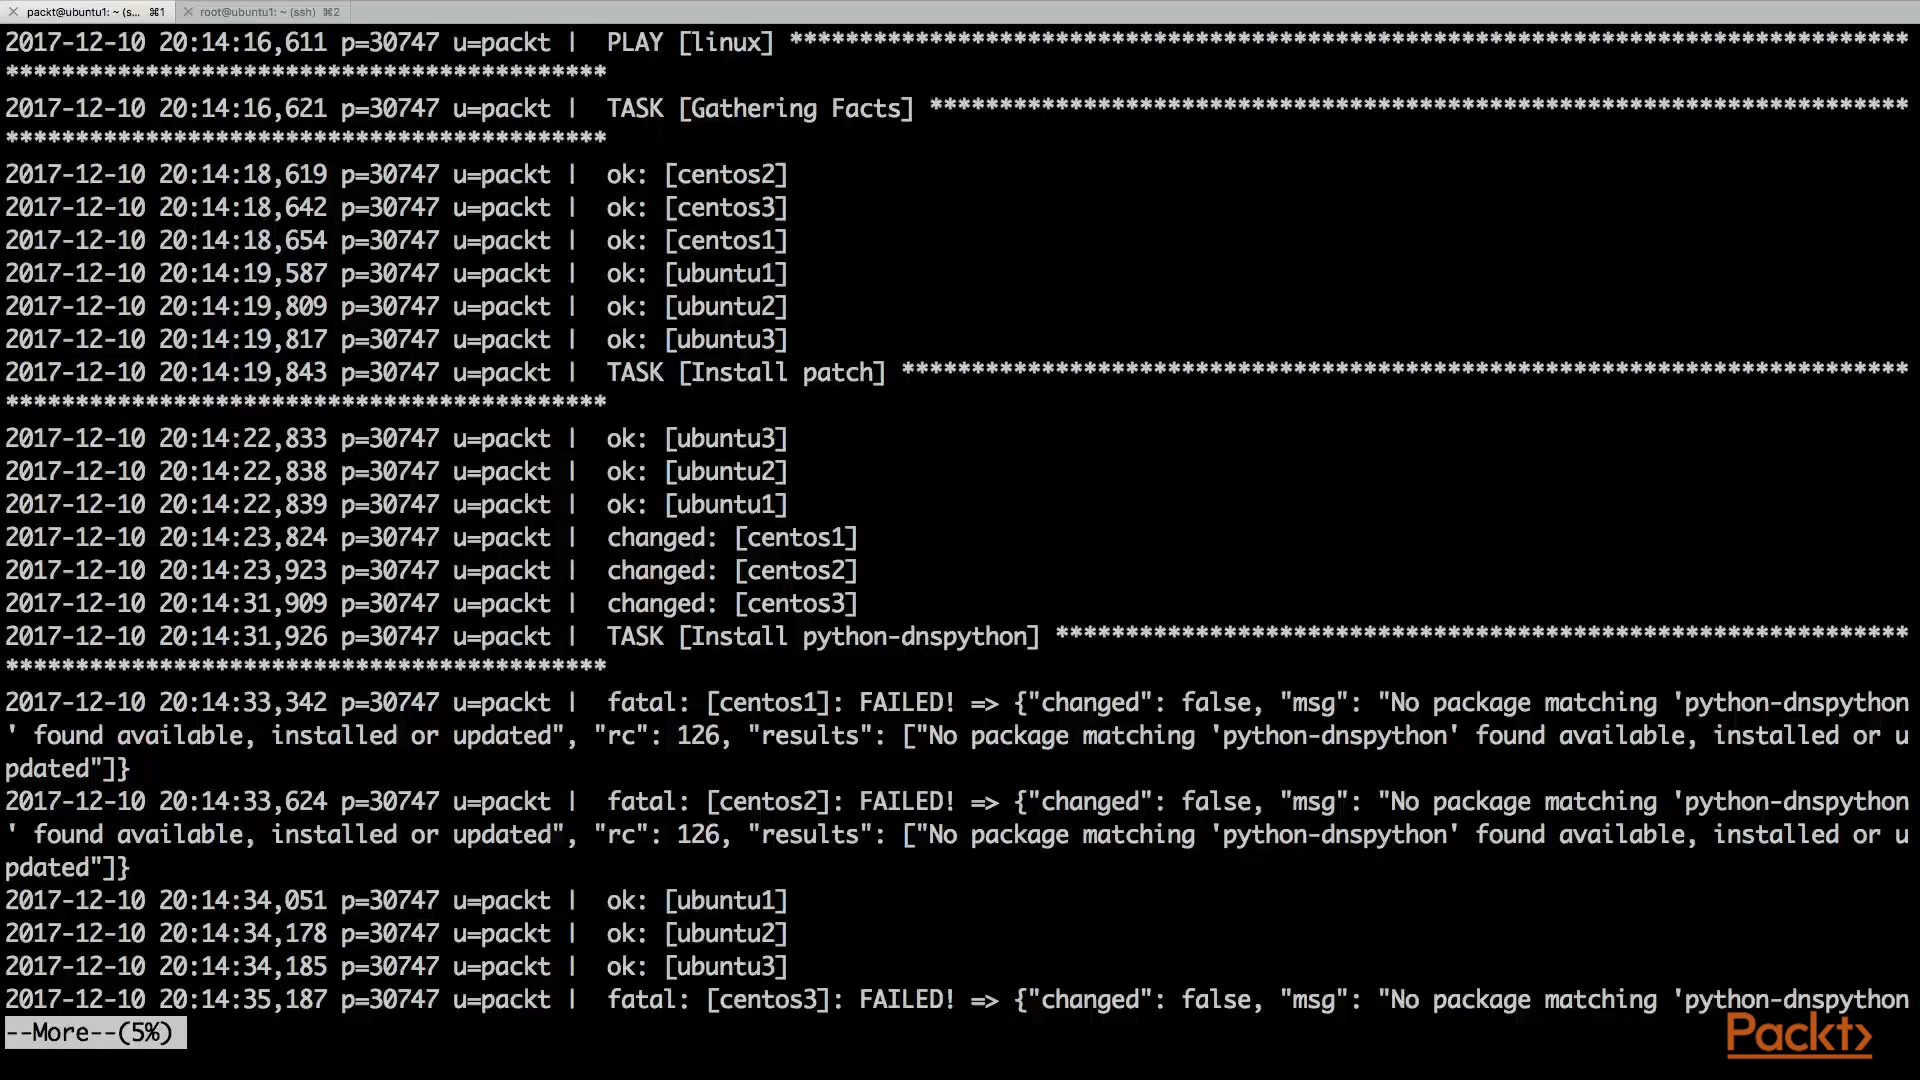 packt@ubuntu1: ~ (s... ⌘1 root@ubuntu1: ~ (ssh) ⌘2
2017-12-10 20:14:16,611 p=30747 u=packt |  PLAY [linux] ********************************************************************************
*******************************************
2017-12-10 20:14:16,621 p=30747 u=packt |  TASK [Gathering Facts] **********************************************************************
*******************************************
2017-12-10 20:14:18,619 p=30747 u=packt |  ok: [centos2]
2017-12-10 20:14:18,642 p=30747 u=packt |  ok: [centos3]
2017-12-10 20:14:18,654 p=30747 u=packt |  ok: [centos1]
2017-12-10 20:14:19,587 p=30747 u=packt |  ok: [ubuntu1]
2017-12-10 20:14:19,809 p=30747 u=packt |  ok: [ubuntu2]
2017-12-10 20:14:19,817 p=30747 u=packt |  ok: [ubuntu3]
2017-12-10 20:14:19,843 p=30747 u=packt |  TASK [Install patch] ************************************************************************
*******************************************
2017-12-10 20:14:22,833 p=30747 u=packt |  ok: [ubuntu3]
2017-12-10 20:14:22,838 p=30747 u=packt |  ok: [ubuntu2]
2017-12-10 20:14:22,839 p=30747 u=packt |  ok: [ubuntu1]
2017-12-10 20:14:23,824 p=30747 u=packt |  changed: [centos1]
2017-12-10 20:14:23,923 p=30747 u=packt |  changed: [centos2]
2017-12-10 20:14:31,909 p=30747 u=packt |  changed: [centos3]
2017-12-10 20:14:31,926 p=30747 u=packt |  TASK [Install python-dnspython] *************************************************************
*******************************************
2017-12-10 20:14:33,342 p=30747 u=packt |  fatal: [centos1]: FAILED! => {"changed": false, "msg": "No package matching 'python-dnspython
' found available, installed or updated", "rc": 126, "results": ["No package matching 'python-dnspython' found available, installed or u
pdated"]}
2017-12-10 20:14:33,624 p=30747 u=packt |  fatal: [centos2]: FAILED! => {"changed": false, "msg": "No package matching 'python-dnspython
' found available, installed or updated", "rc": 126, "results": ["No package matching 'python-dnspython' found available, installed or u
pdated"]}
2017-12-10 20:14:34,051 p=30747 u=packt |  ok: [ubuntu1]
2017-12-10 20:14:34,178 p=30747 u=packt |  ok: [ubuntu2]
2017-12-10 20:14:34,185 p=30747 u=packt |  ok: [ubuntu3]
2017-12-10 20:14:35,187 p=30747 u=packt |  fatal: [centos3]: FAILED! => {"changed": false, "msg": "No package matching 'python-dnspython
--More--(5%)
Packt>